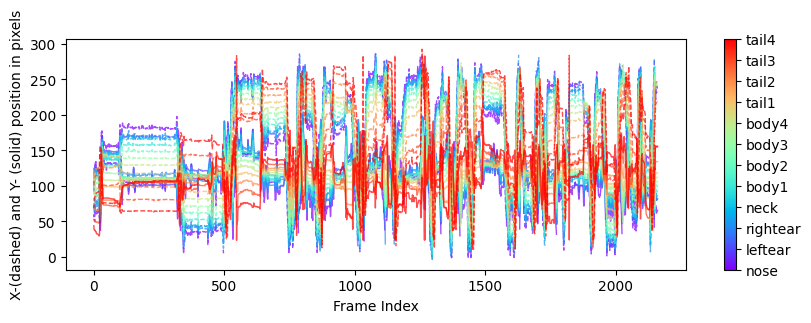 X-(dashed) and Y- (solid) position in pixels
300
250
200
150
100
50
0
0 500 1000 1500 2000
Frame Index
tail4
tail3
tail2
tail1
body4
body3
body2
body1
neck
rightear
leftear
nose